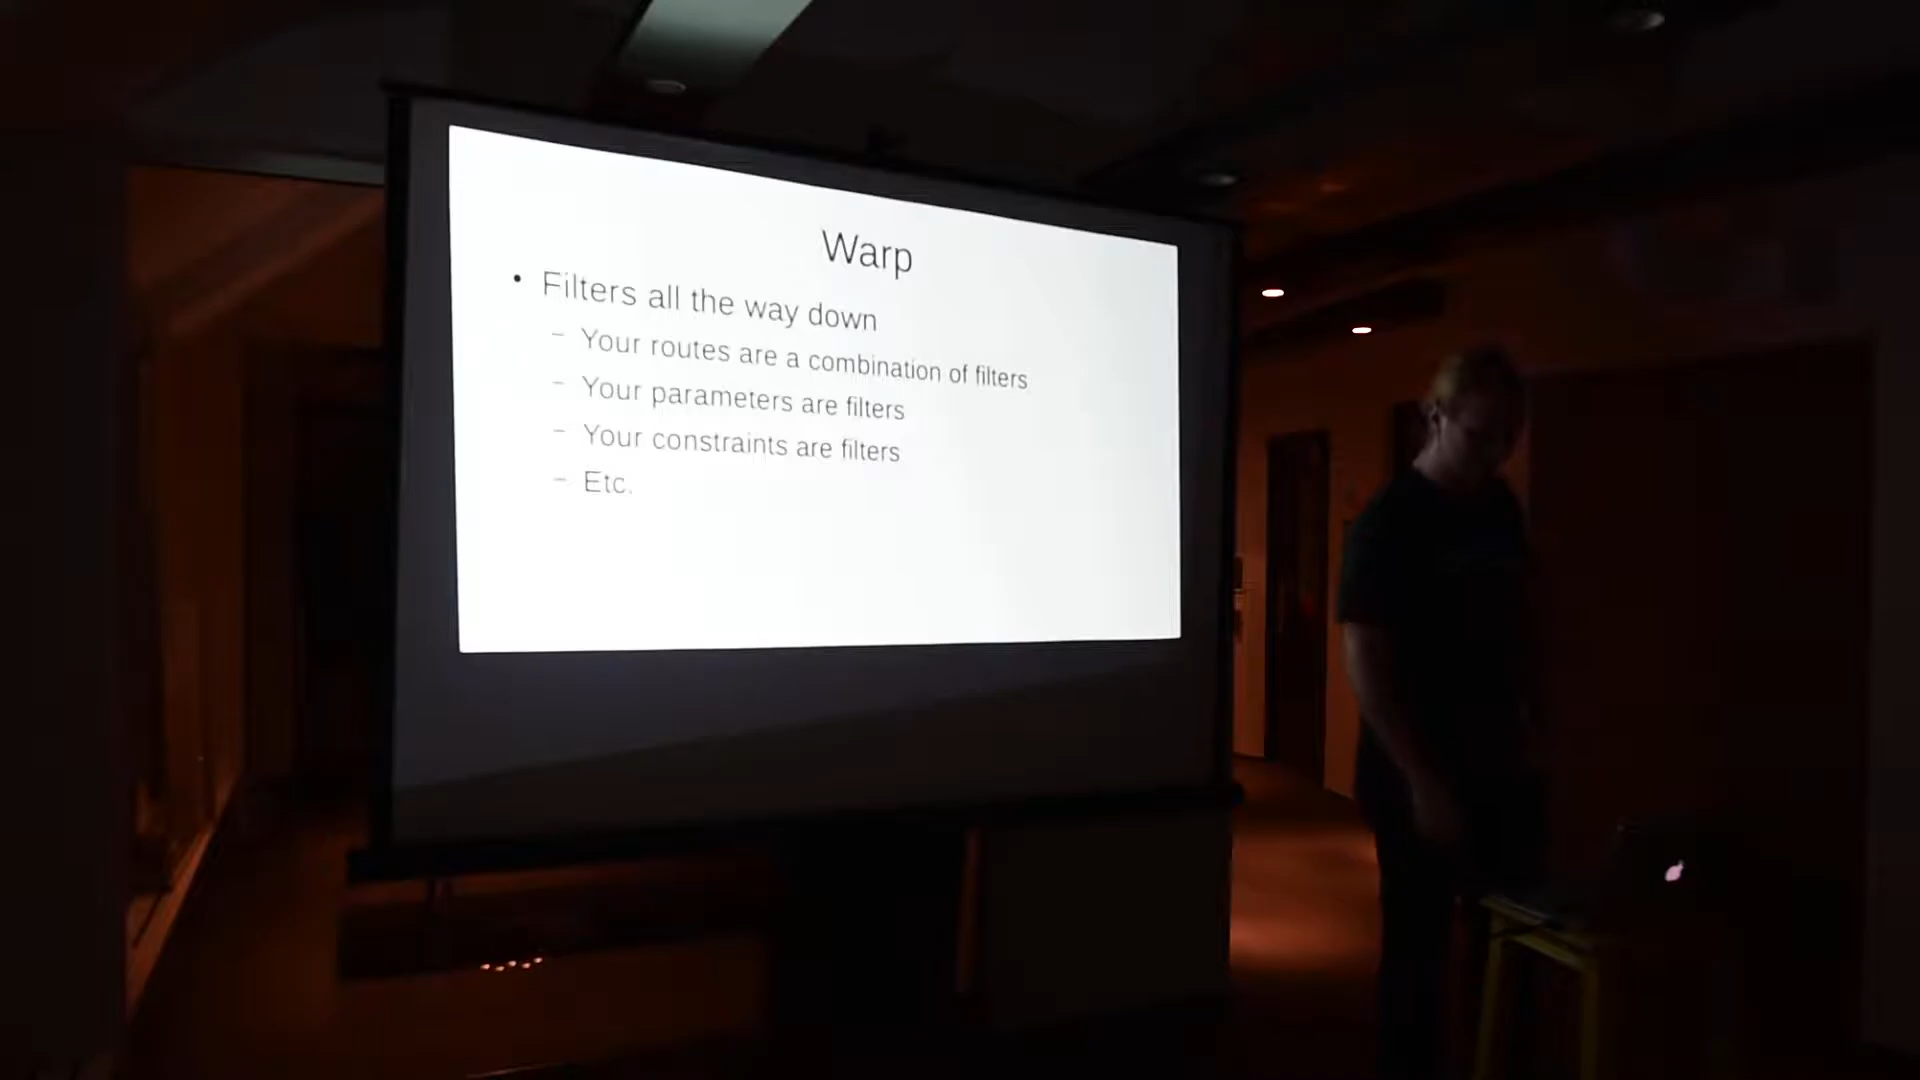 Warp
• Filters all the way down
– Your routes are a combination of filters
– Your parameters are filters
– Your constraints are filters
– Etc.